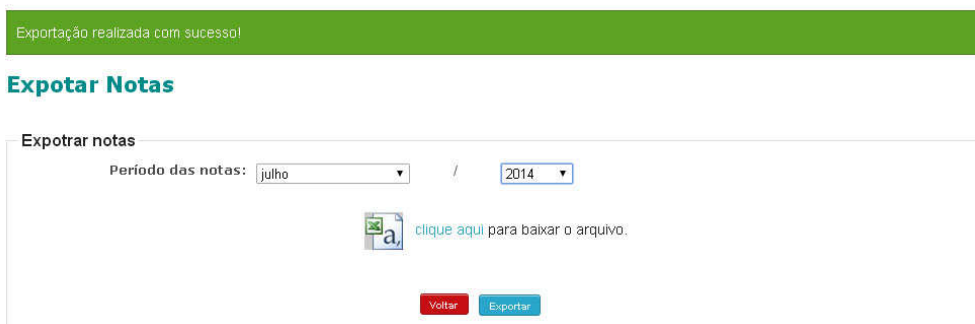 Exportação realizada com sucesso!
Expotar Notas
Expotrar notas
Período das notas: julho / 2014
a, clique aqui para baixar o arquivo.
Voltar Exportar